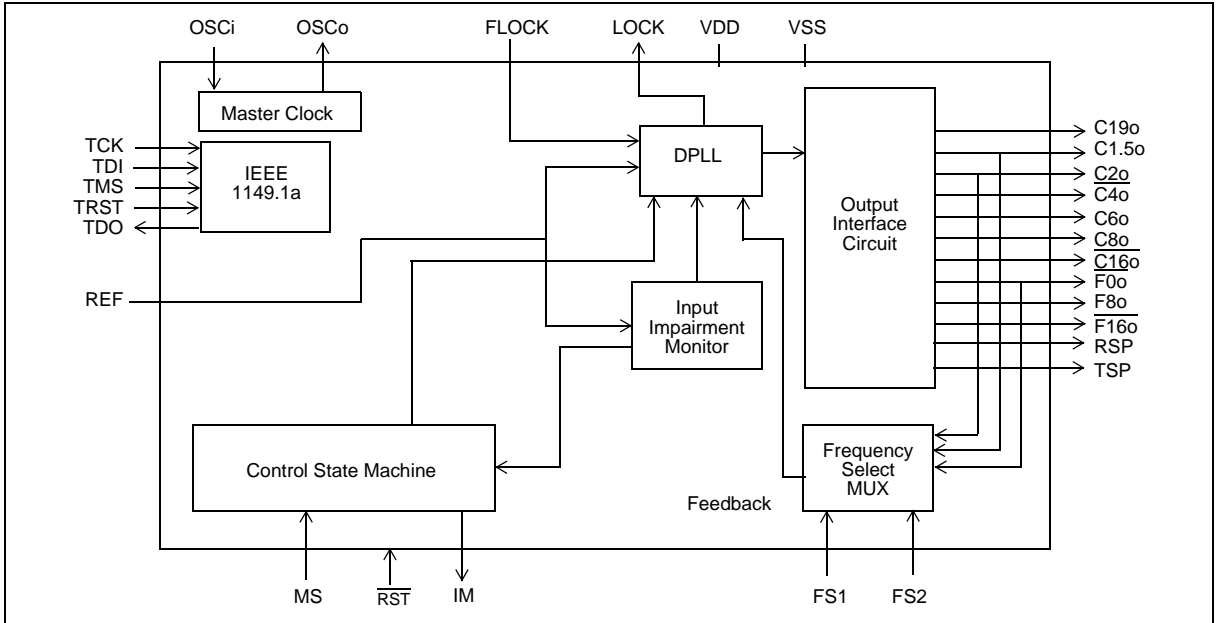 OSCi OSCo FLOCK LOCK VDD VSS
Master Clock
TCK
TDI
TMS
TRST
TDO
IEEE
1149.1a
DPLL
Output
Interface
Circuit
C19o
C1.5o
C2o
C4o
C6o
C8o
C16o
F0o
F8o
F16o
RSP
TSP
REF
Input
Impairment
Monitor
Control State Machine
Frequency
Select
MUX
Feedback
MS RST IM FS1 FS2